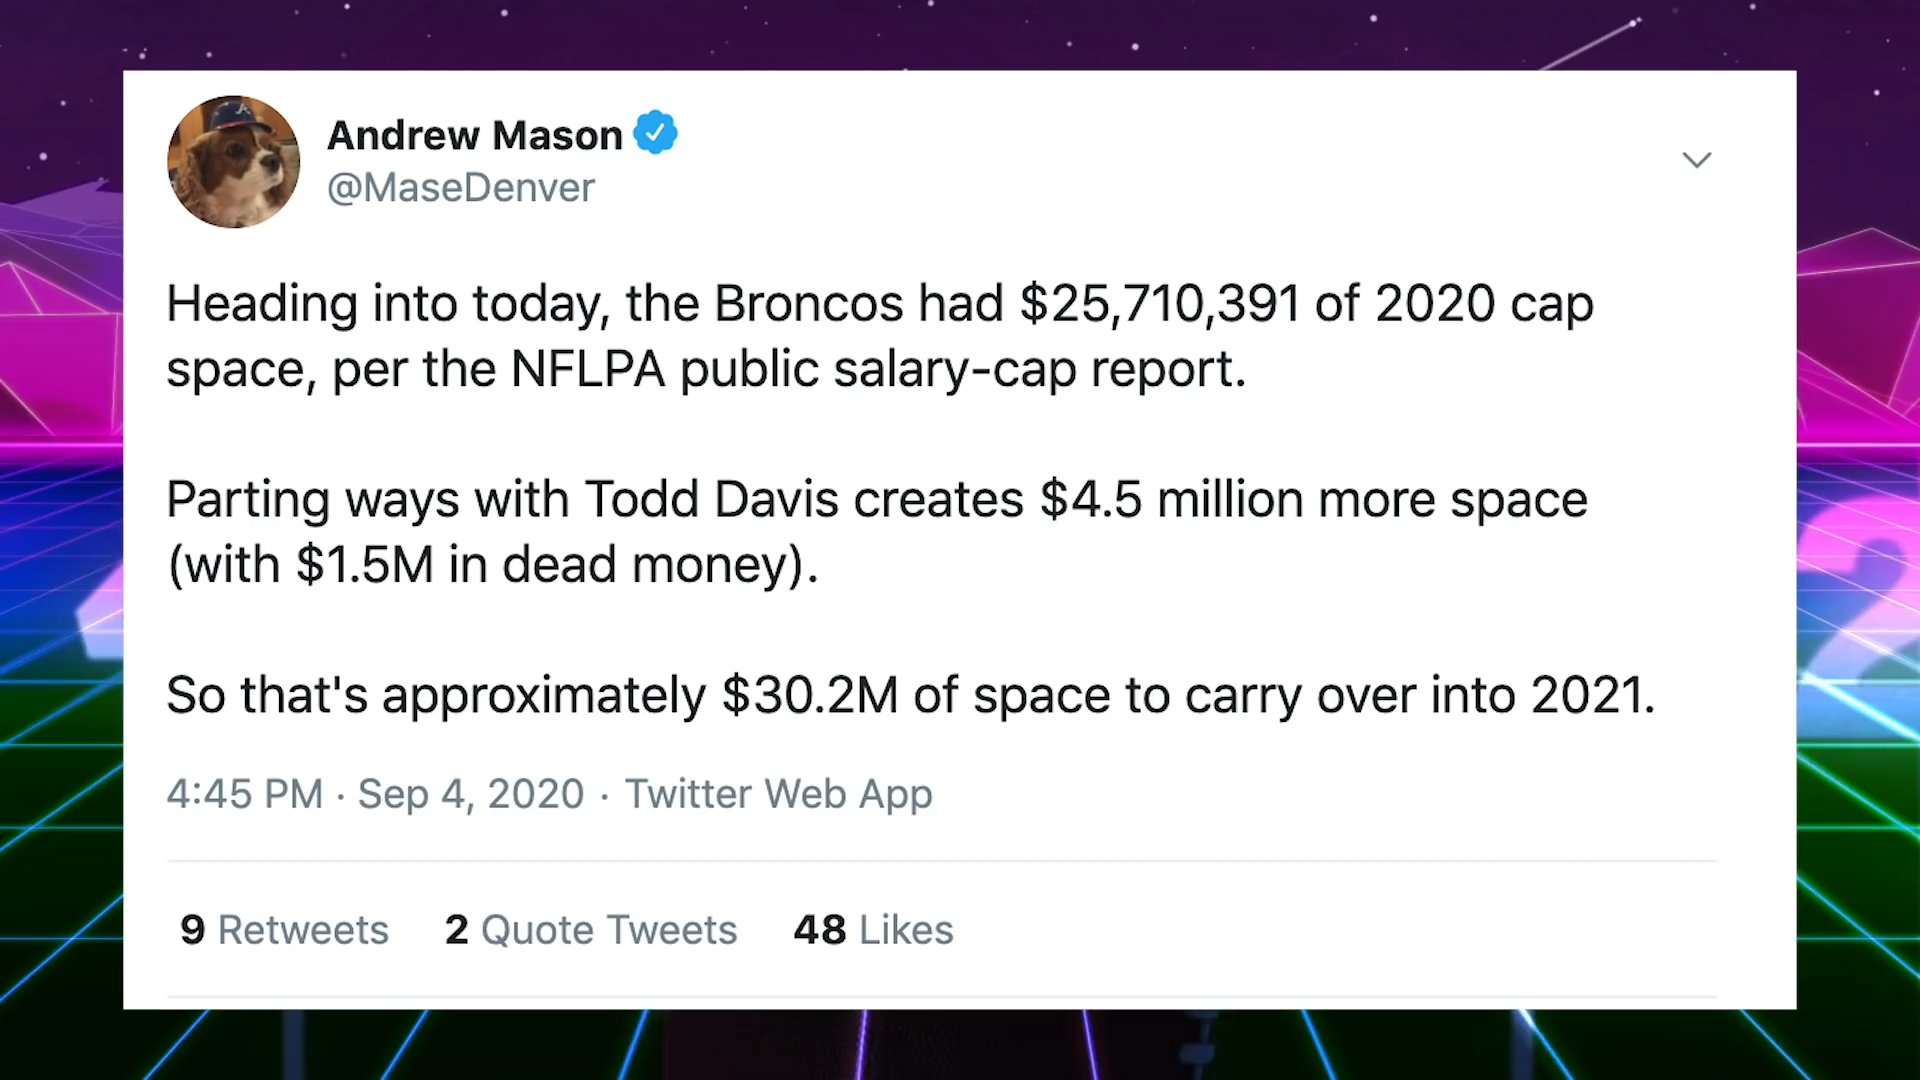 Andrew Mason
@MaseDenver
Heading into today, the Broncos had $25,710,391 of 2020 cap
space, per the NFLPA public salary-cap report.
Parting ways with Todd Davis creates $4.5 million more space
(with $1.5M in dead money).
So that's approximately $30.2M of space to carry over into 2021.
4:45 PM · Sep 4, 2020 · Twitter Web App
9 Retweets 2 Quote Tweets 48 Likes